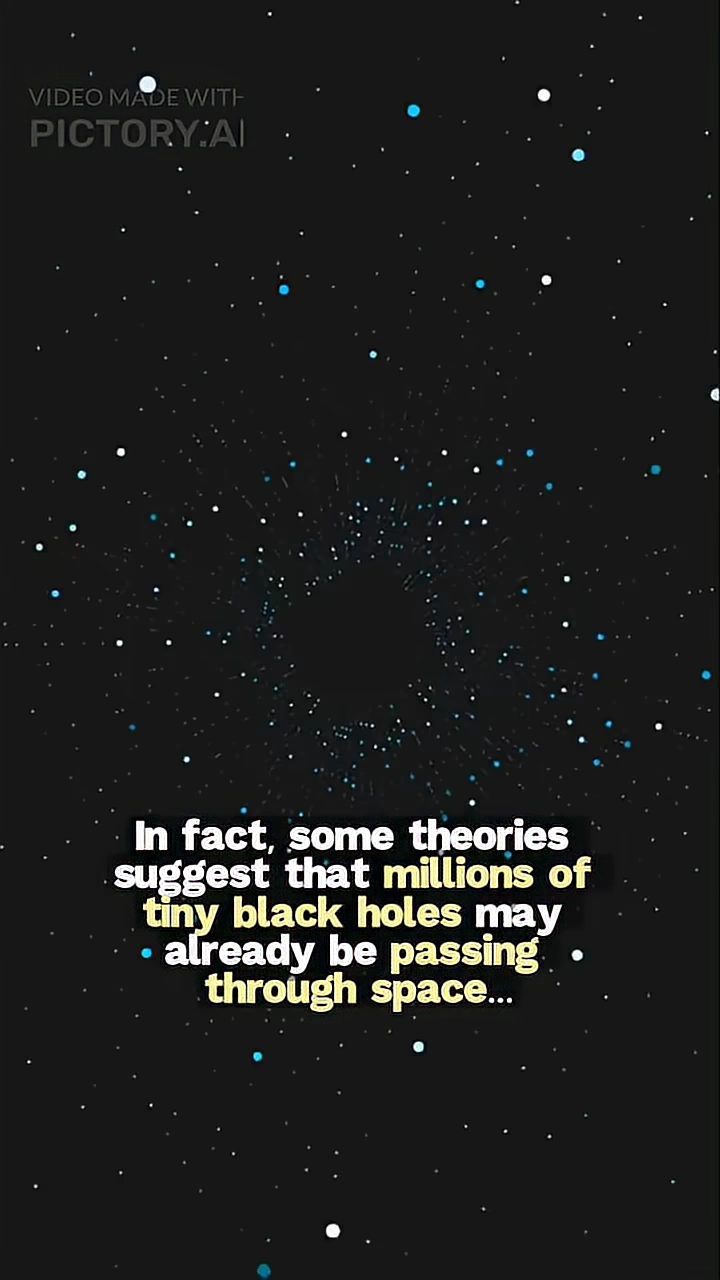 VIDEO MADE WITH
PICTORY.AI
In fact, some theories
suggest that millions of
tiny black holes may
already be passing
through space...